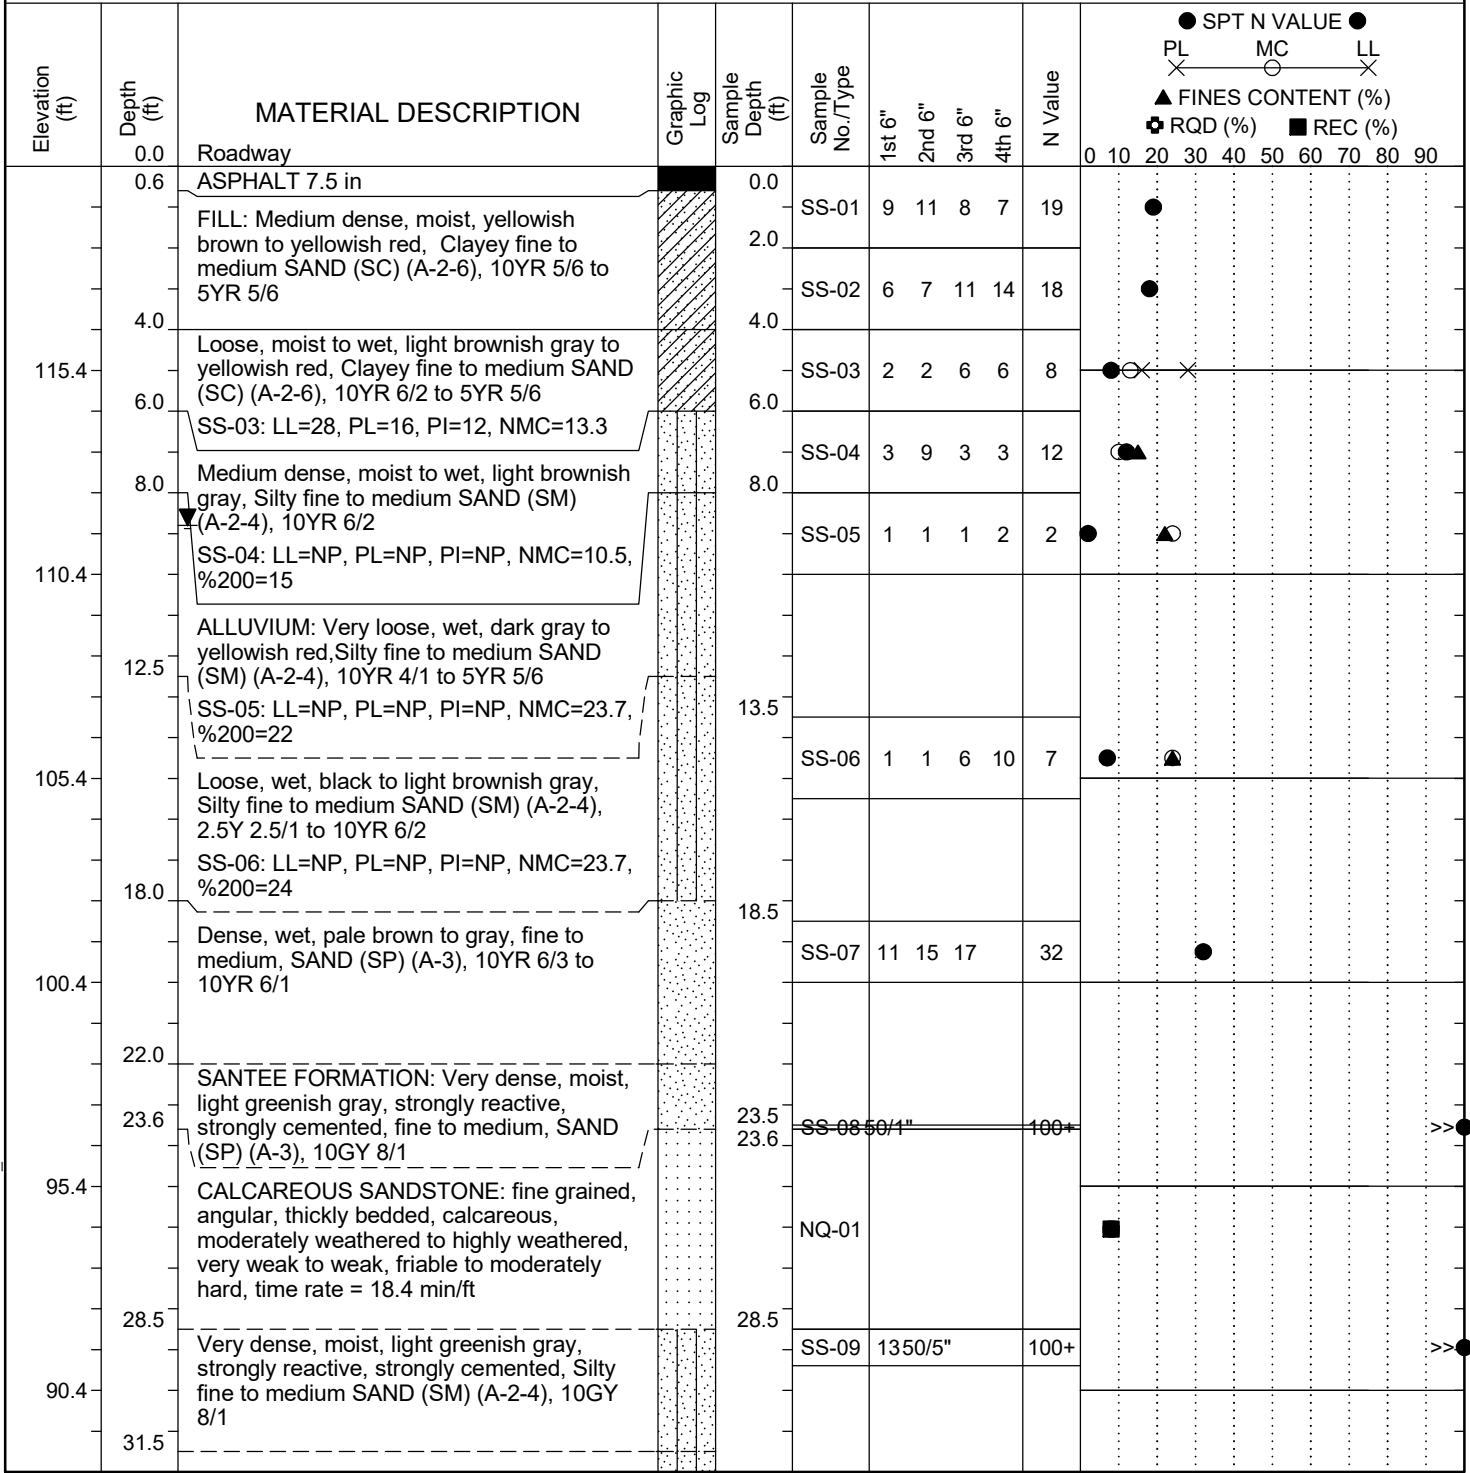 ● SPT N VALUE ●
PL MC LL
▲ FINES CONTENT (%)
RQD (%) ■ REC (%)
Elevation (ft)
Depth (ft)
MATERIAL DESCRIPTION
Graphic Log
Sample Depth (ft)
Sample No./Type
1st 6"
2nd 6"
3rd 6"
4th 6"
N Value
0 10 20 30 40 50 60 70 80 90
0.0 Roadway
0.6 ASPHALT 7.5 in 0.0
FILL: Medium dense, moist, yellowish
brown to yellowish red, Clayey fine to
medium SAND (SC) (A-2-6), 10YR 5/6 to
5YR 5/6
SS-01 9 11 8 7 19
2.0
SS-02 6 7 11 14 18
4.0 4.0
Loose, moist to wet, light brownish gray to
yellowish red, Clayey fine to medium SAND
(SC) (A-2-6), 10YR 6/2 to 5YR 5/6
115.4 SS-03 2 2 6 6 8
6.0 6.0
SS-03: LL=28, PL=16, PI=12, NMC=13.3
SS-04 3 9 3 3 12
Medium dense, moist to wet, light brownish
gray, Silty fine to medium SAND (SM)
(A-2-4), 10YR 6/2
8.0 8.0
SS-04: LL=NP, PL=NP, PI=NP, NMC=10.5,
%200=15
SS-05 1 1 1 2 2
110.4
ALLUVIUM: Very loose, wet, dark gray to
yellowish red,Silty fine to medium SAND
(SM) (A-2-4), 10YR 4/1 to 5YR 5/6
12.5
SS-05: LL=NP, PL=NP, PI=NP, NMC=23.7,
%200=22
13.5
SS-06 1 1 6 10 7
105.4
Loose, wet, black to light brownish gray,
Silty fine to medium SAND (SM) (A-2-4),
2.5Y 2.5/1 to 10YR 6/2
SS-06: LL=NP, PL=NP, PI=NP, NMC=23.7,
%200=24
18.0
18.5
Dense, wet, pale brown to gray, fine to
medium, SAND (SP) (A-3), 10YR 6/3 to
10YR 6/1
SS-07 11 15 17 32
100.4
22.0
SANTEE FORMATION: Very dense, moist,
light greenish gray, strongly reactive,
strongly cemented, fine to medium, SAND
(SP) (A-3), 10GY 8/1
23.6 23.5
SS-08 50/1" 100+ >>
23.6
95.4
CALCAREOUS SANDSTONE: fine grained,
angular, thickly bedded, calcareous,
moderately weathered to highly weathered,
very weak to weak, friable to moderately
hard, time rate = 18.4 min/ft
NQ-01
28.5 28.5
Very dense, moist, light greenish gray,
strongly reactive, strongly cemented, Silty
fine to medium SAND (SM) (A-2-4), 10GY
8/1
SS-09 13 50/5" 100+ >>
90.4
31.5